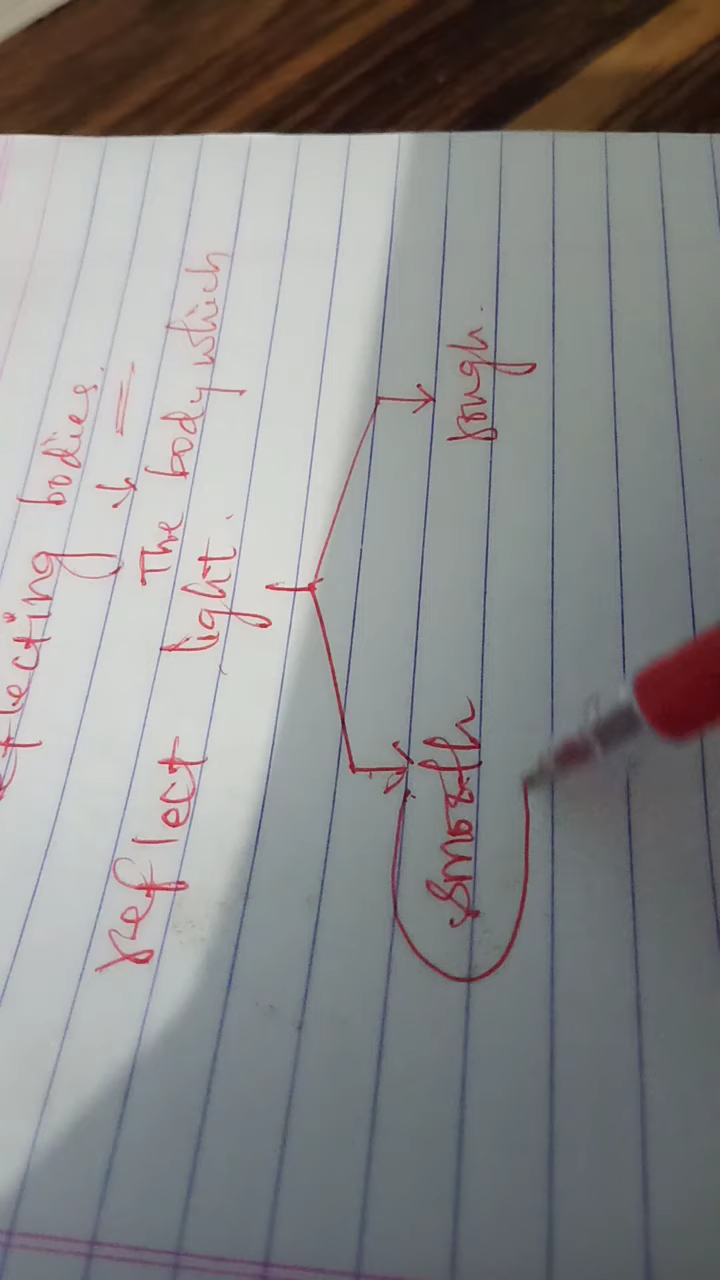 flecting bodies.
The body which
reflect light.
smooth rough.